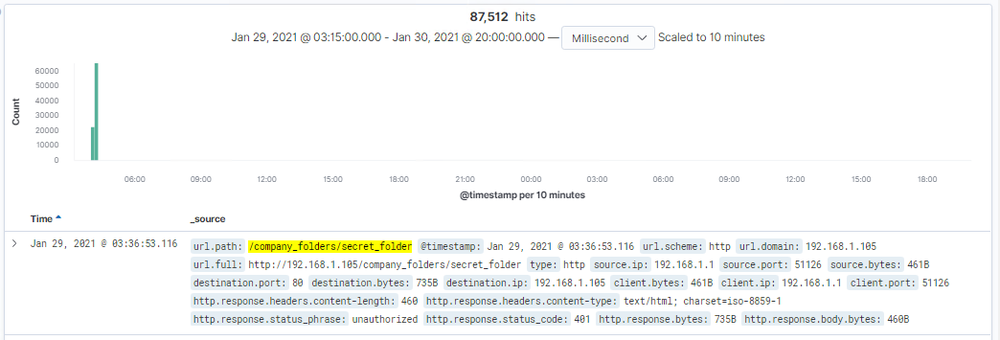 87,512 hits
Jan 29, 2021 @ 03:15:00.000 - Jan 30, 2021 @ 20:00:00.000 — Millisecond Scaled to 10 minutes
60000
50000
40000
30000
20000
10000
0
Count
06:00 09:00 12:00 15:00 18:00 21:00 00:00 03:00 06:00 09:00 12:00 15:00 18:00
@timestamp per 10 minutes
Time _source
Jan 29, 2021 @ 03:36:53.116 url.path: /company_folders/secret_folder @timestamp: Jan 29, 2021 @ 03:36:53.116 url.scheme: http url.domain: 192.168.1.105
url.full: http://192.168.1.105/company_folders/secret_folder type: http source.ip: 192.168.1.1 source.port: 51126 source.bytes: 461B
destination.port: 80 destination.bytes: 735B destination.ip: 192.168.1.105 client.bytes: 461B client.ip: 192.168.1.1 client.port: 51126
http.response.headers.content-length: 460 http.response.headers.content-type: text/html; charset=iso-8859-1
http.response.status_phrase: unauthorized http.response.status_code: 401 http.response.bytes: 735B http.response.body.bytes: 460B